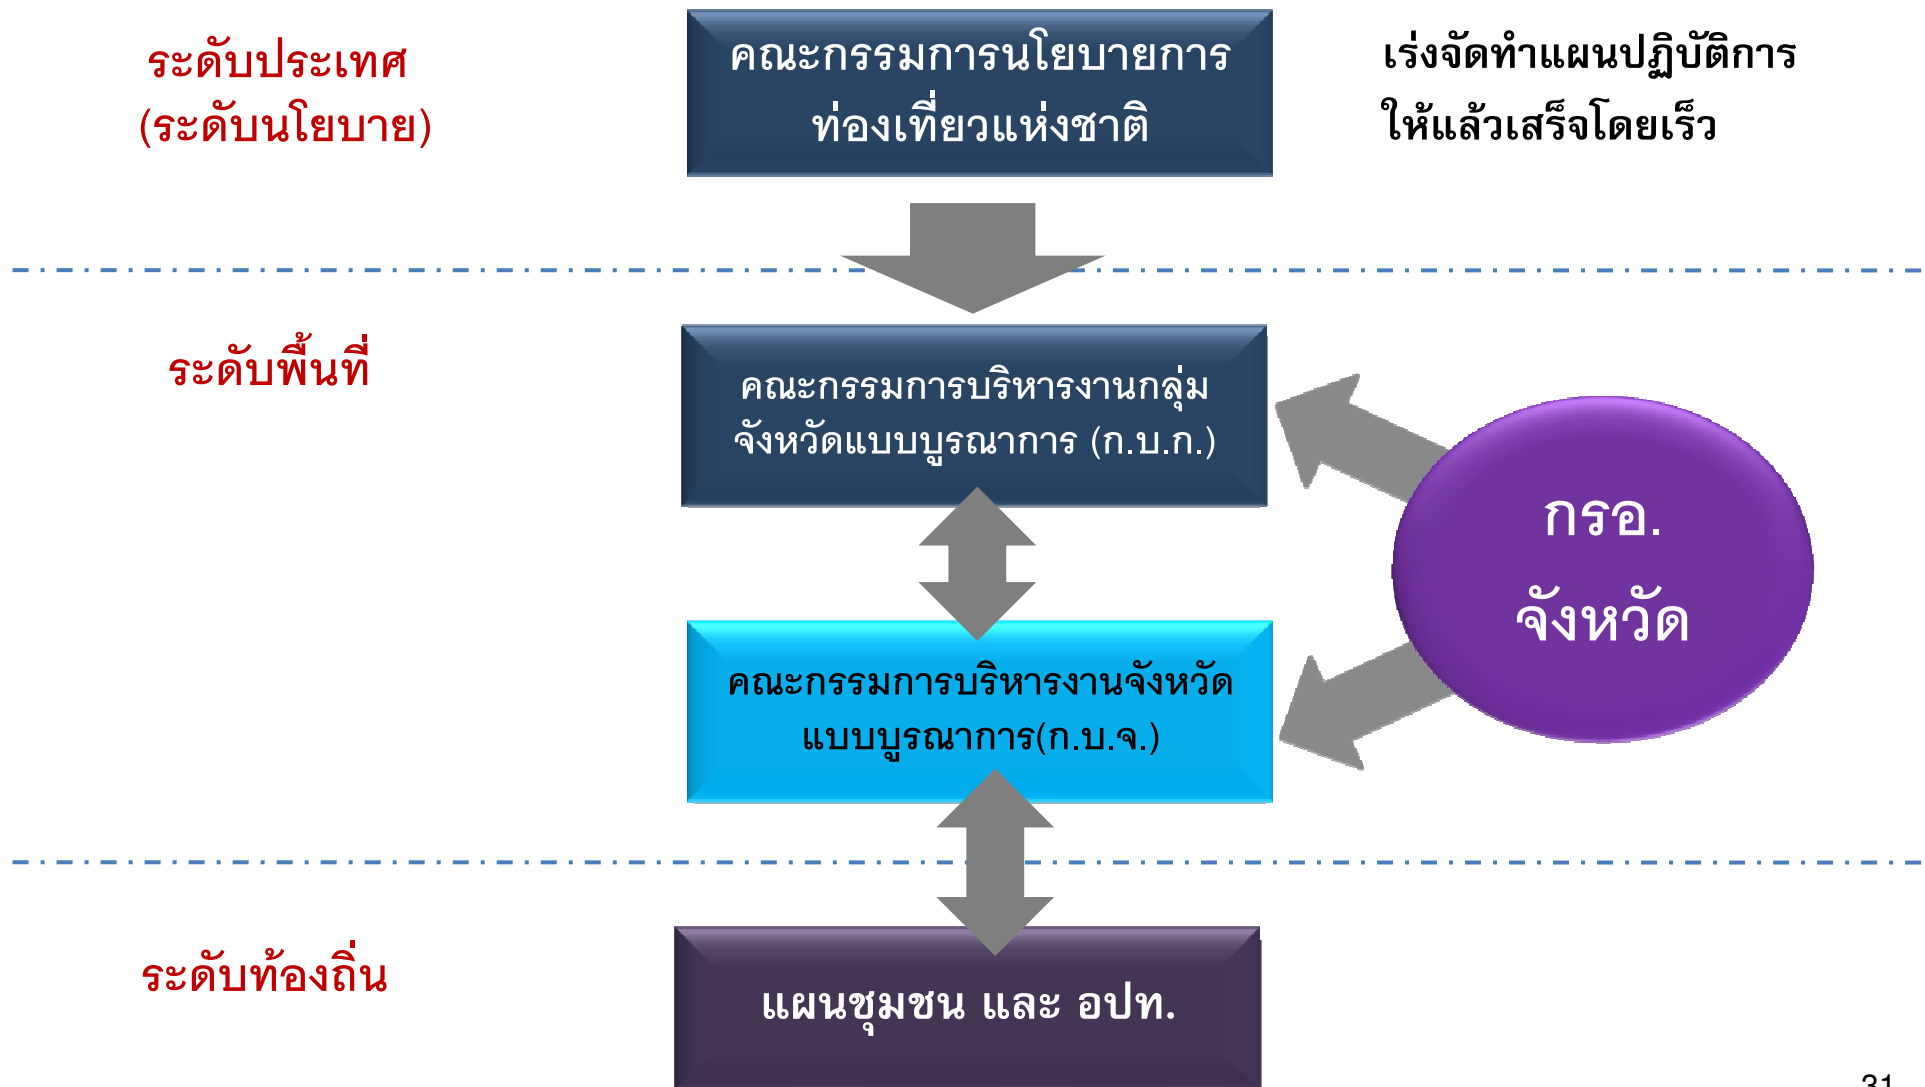 ระดับประเทศ
(ระดับนโยบาย)
คณะกรรมการนโยบายการ
ท่องเที่ยวแห่งชาติ
เร่งจัดทำแผนปฏิบัติการ
ให้แล้วเสร็จโดยเร็ว
ระดับพื้นที่
คณะกรรมการบริหารงานกลุ่ม
จังหวัดแบบบูรณาการ (ก.บ.ก.)
กรอ.
จังหวัด
คณะกรรมการบริหารงานจังหวัด
แบบบูรณาการ(ก.บ.จ.)
ระดับท้องถิ่น
แผนชุมชน และ อปท.
31